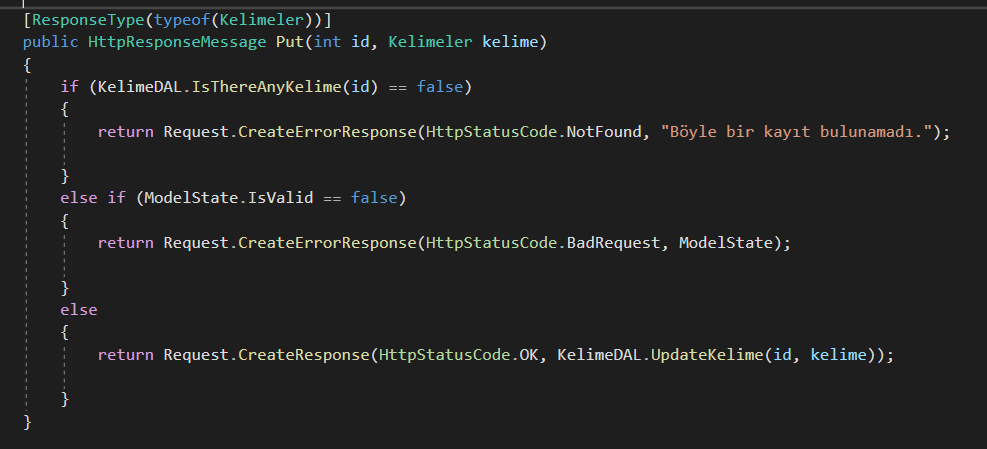 [ResponseType(typeof(Kelimeler))]
public HttpResponseMessage Put(int id, Kelimeler kelime)
{
if (KelimeDAL.IsThereAnyKelime(id) == false)
{
return Request.CreateErrorResponse(HttpStatusCode.NotFound, "Böyle bir kayıt bulunamadı.");
}
else if (ModelState.IsValid == false)
{
return Request.CreateErrorResponse(HttpStatusCode.BadRequest, ModelState);
}
else
{
return Request.CreateResponse(HttpStatusCode.OK, KelimeDAL.UpdateKelime(id, kelime));
}
}